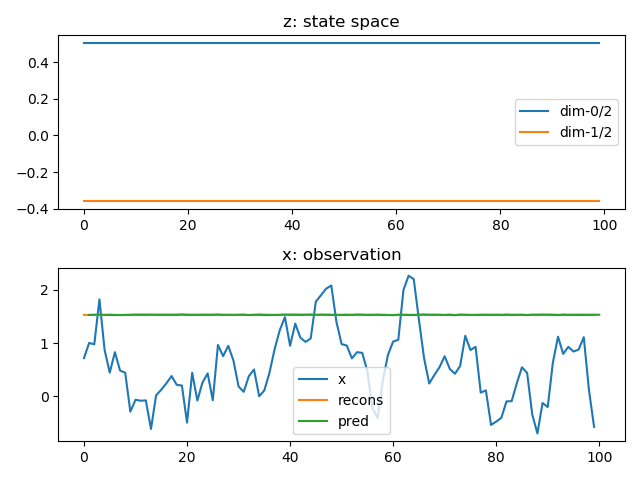 z: state space
0.4
0.2
0.0
−0.2
−0.4
dim-0/2
dim-1/2
0 20 40 60 80 100
x: observation
2
1
0
x
recons
pred
0 20 40 60 80 100